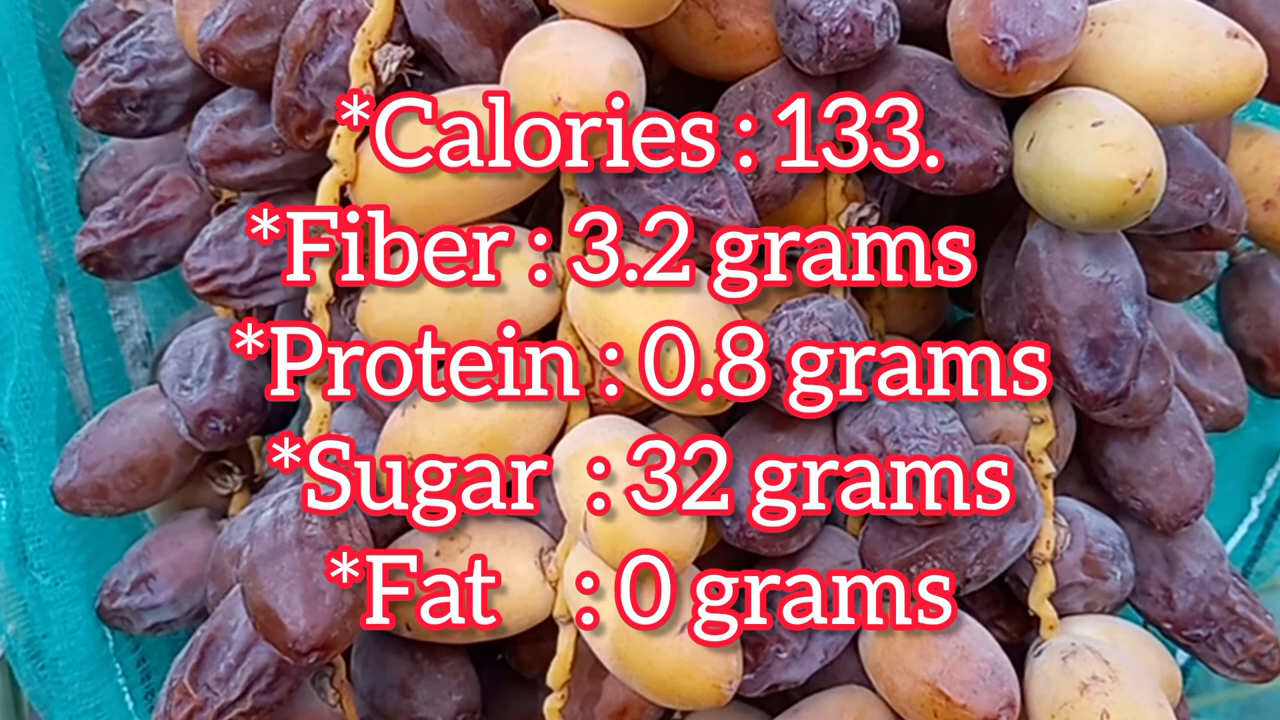 *Calories : 133.
*Fiber : 3.2 grams
*Protein : 0.8 grams
*Sugar : 32 grams
*Fat : 0 grams